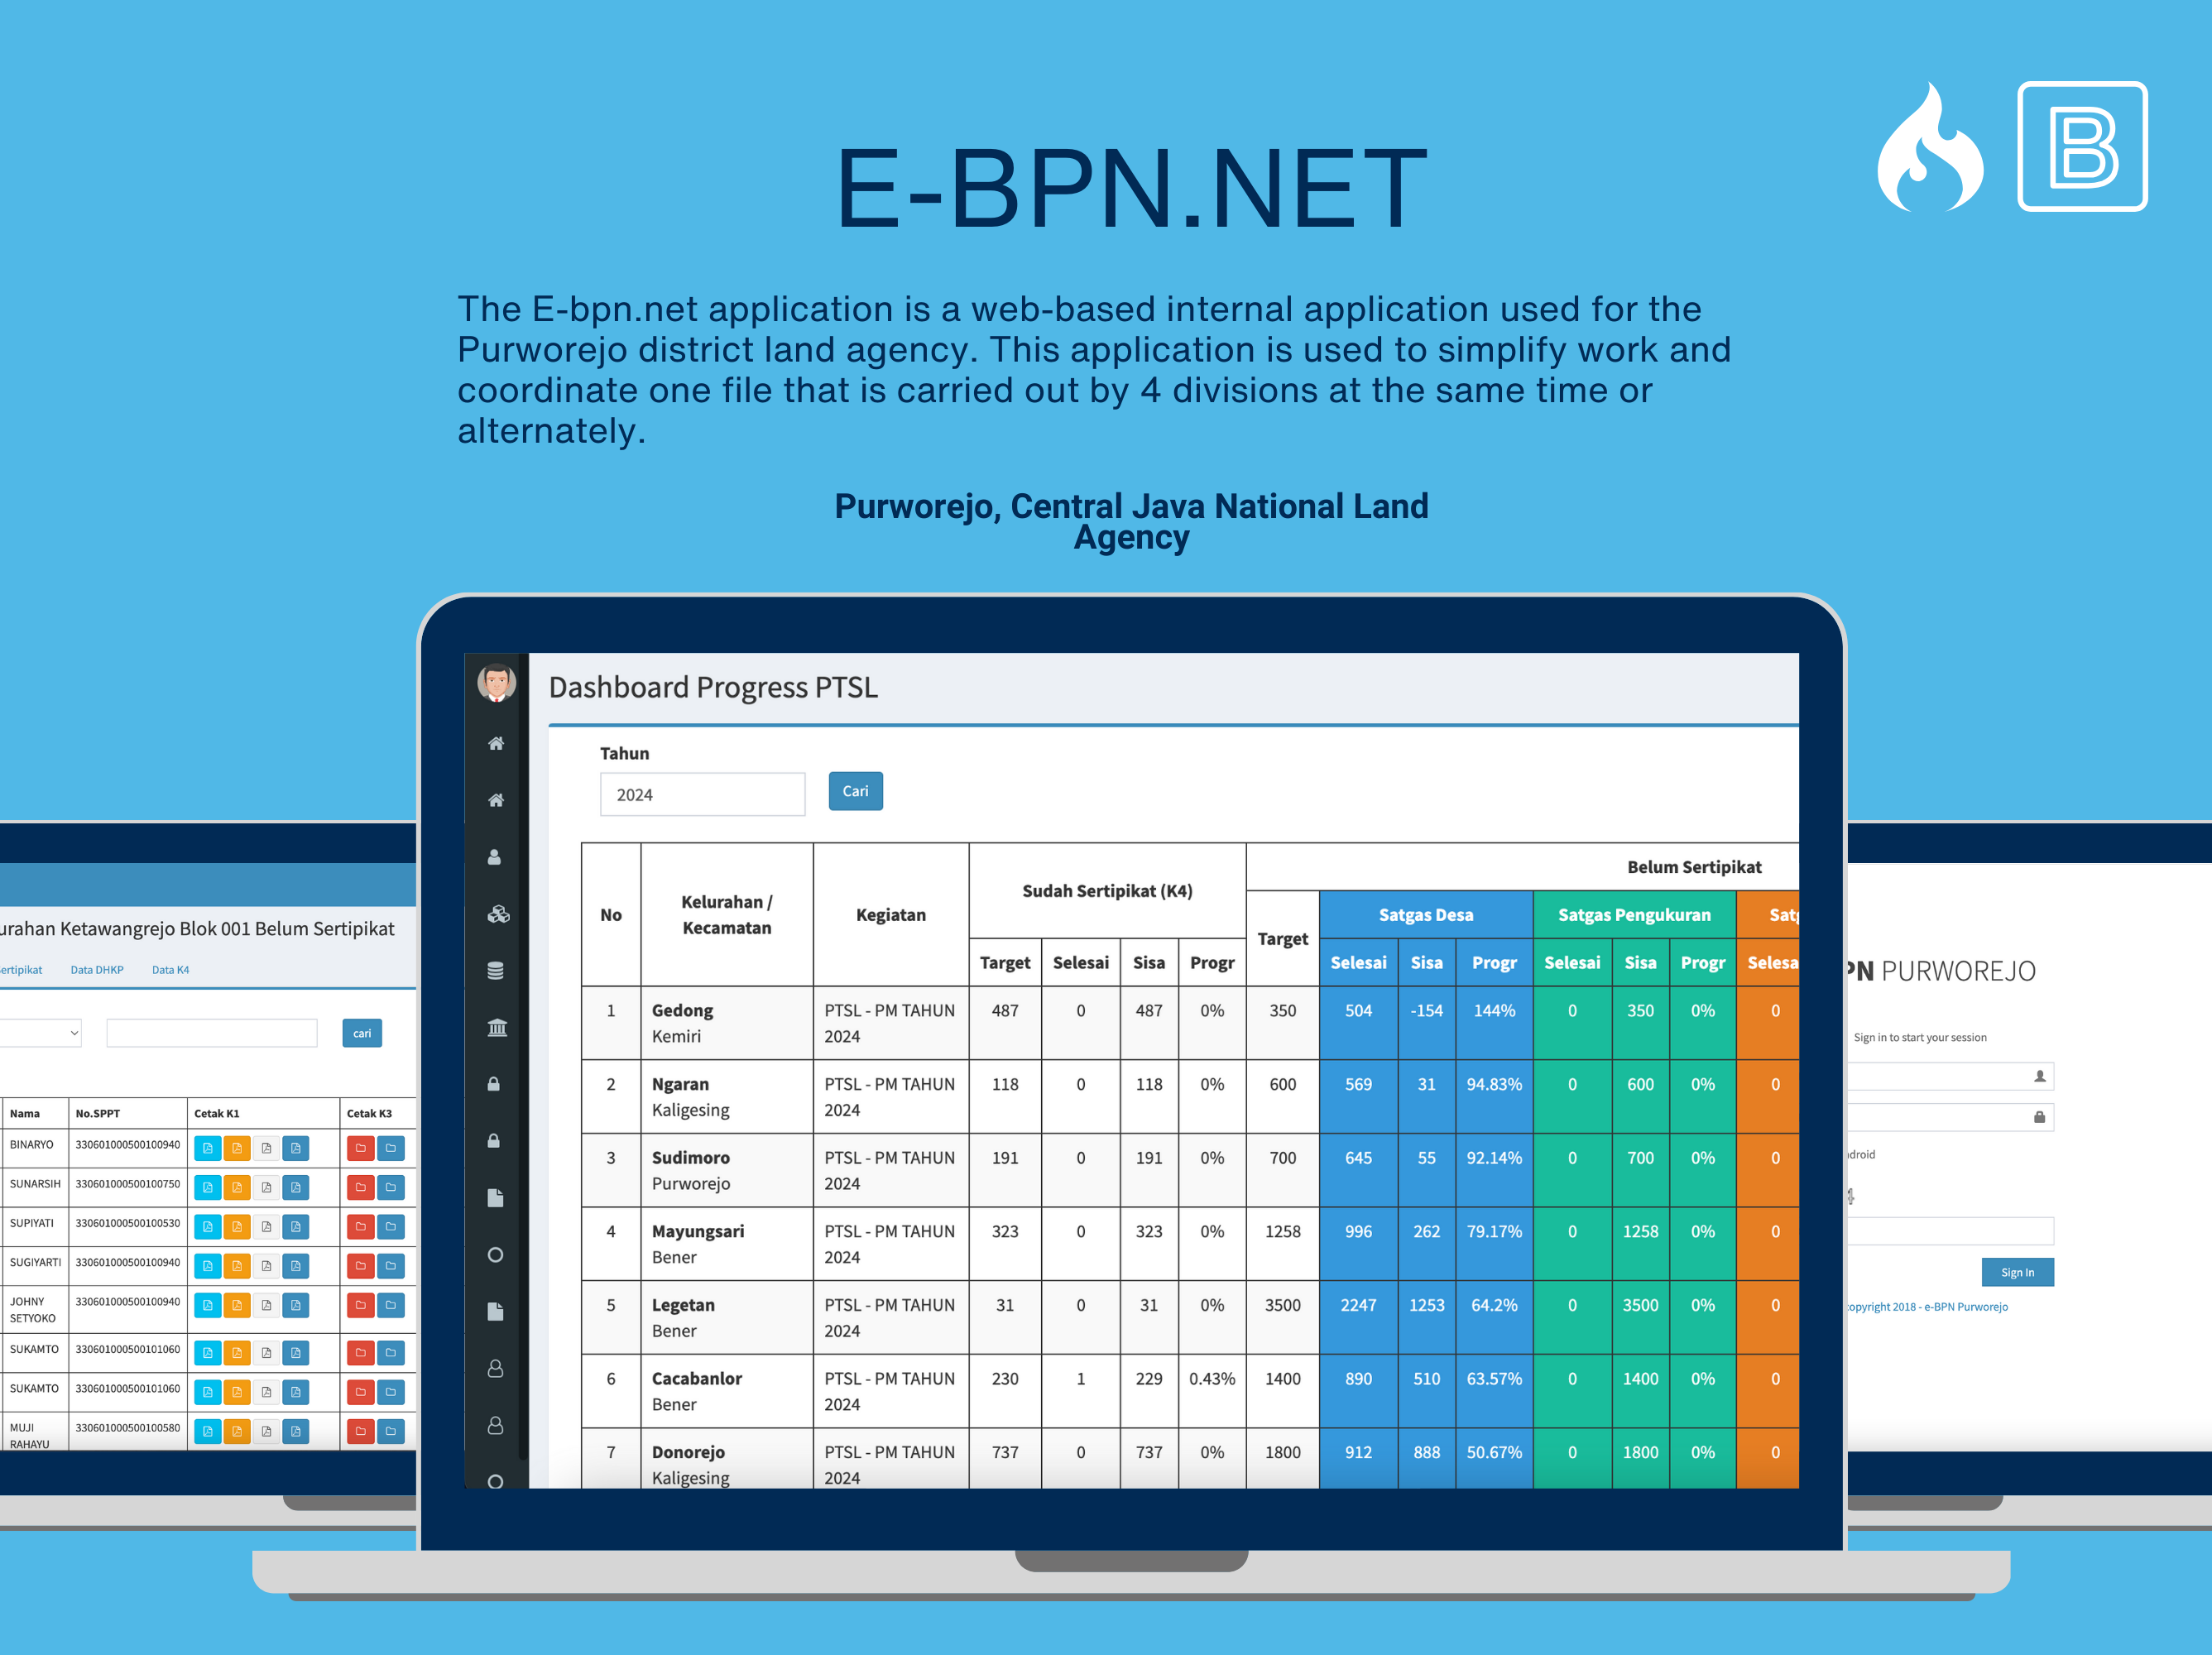 B
E-BPN.NET
The E-bpn.net application is a web-based internal application used for the
Purworejo district land agency. This application is used to simplify work and
coordinate one file that is carried out by 4 divisions at the same time or
alternately.
Purworejo, Central Java National Land
Agency
Dashboard Progress PTSL
Tahun
2024 Cari
No Kelurahan / Kecamatan Kegiatan Sudah Sertipikat (K4) Belum Sertipikat
Target Satgas Desa Satgas Pengukuran Satg
Target Selesai Sisa Progr Selesai Sisa Progr Selesai Sisa Progr Selesa
1 Gedong PTSL - PM TAHUN 487 0 487 0% 350 504 -154 144% 0 350 0% 0
Kemiri 2024
2 Ngaran PTSL - PM TAHUN 118 0 118 0% 600 569 31 94.83% 0 600 0% 0
Kaligesing 2024
3 Sudimoro PTSL - PM TAHUN 191 0 191 0% 700 645 55 92.14% 0 700 0% 0
Purworejo 2024
4 Mayungsari PTSL - PM TAHUN 323 0 323 0% 1258 996 262 79.17% 0 1258 0% 0
Bener 2024
5 Legetan PTSL - PM TAHUN 31 0 31 0% 3500 2247 1253 64.2% 0 3500 0% 0
Bener 2024
6 Cacabanlor PTSL - PM TAHUN 230 1 229 0.43% 1400 890 510 63.57% 0 1400 0% 0
Bener 2024
7 Donorejo PTSL - PM TAHUN 737 0 737 0% 1800 912 888 50.67% 0 1800 0% 0
Kaligesing 2024
urahan Ketawangrejo Blok 001 Belum Sertipikat
ertipikat Data DHKP Data K4
cari
Nama No.SPPT Cetak K1 Cetak K3
BINARYO 330601000500100940
SUNARSIH 330601000500100750
SUPIYATI 330601000500100530
SUGIYARTI 330601000500100940
JOHNY 330601000500100940
SETYOKO
SUKAMTO 330601000500101060
SUKAMTO 330601000500101060
MUJI 330601000500100580
RAHAYU
PN PURWOREJO
Sign in to start your session
ndroid
4
Sign In
opyright 2018 - e-BPN Purworejo